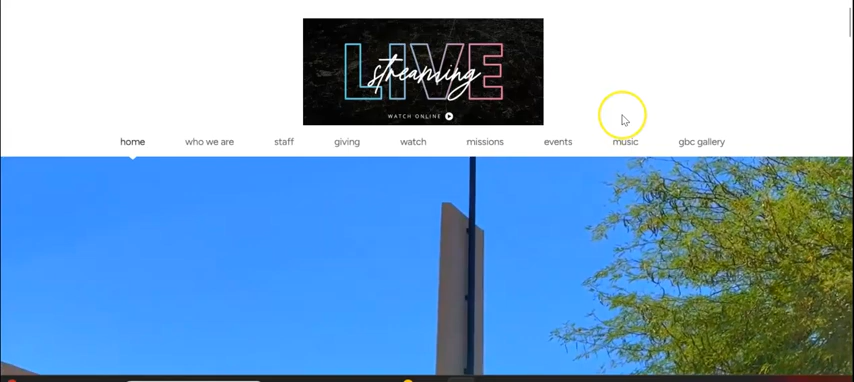 LIVE
streaming
WATCH ONLINE
home who we are staff giving watch missions events music gbc gallery